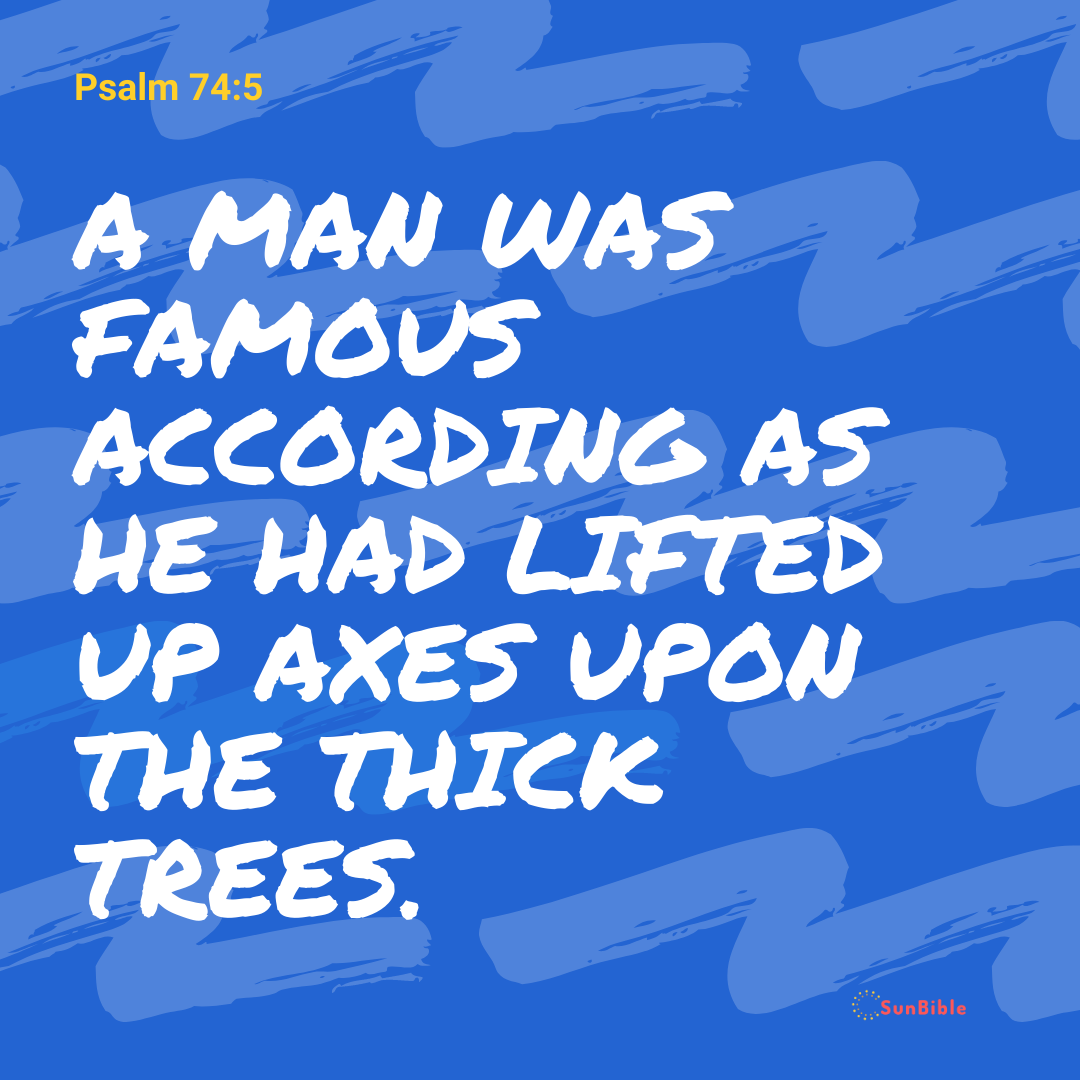 Psalm 74:5
A MAN WAS
FAMOUS
ACCORDING AS
HE HAD LIFTED
UP AXES UPON
THE THICK
TREES.
SunBible